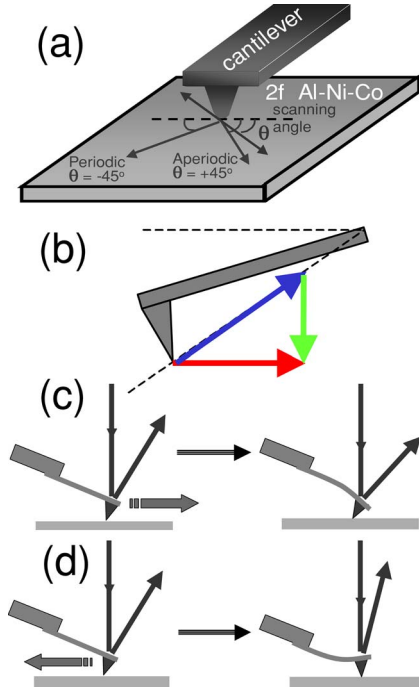 (a)
cantilever
2f Al-Ni-Co
scanning
θ angle
Periodic
θ = -45°
Aperiodic
θ = +45°
(b)
(c)
(d)